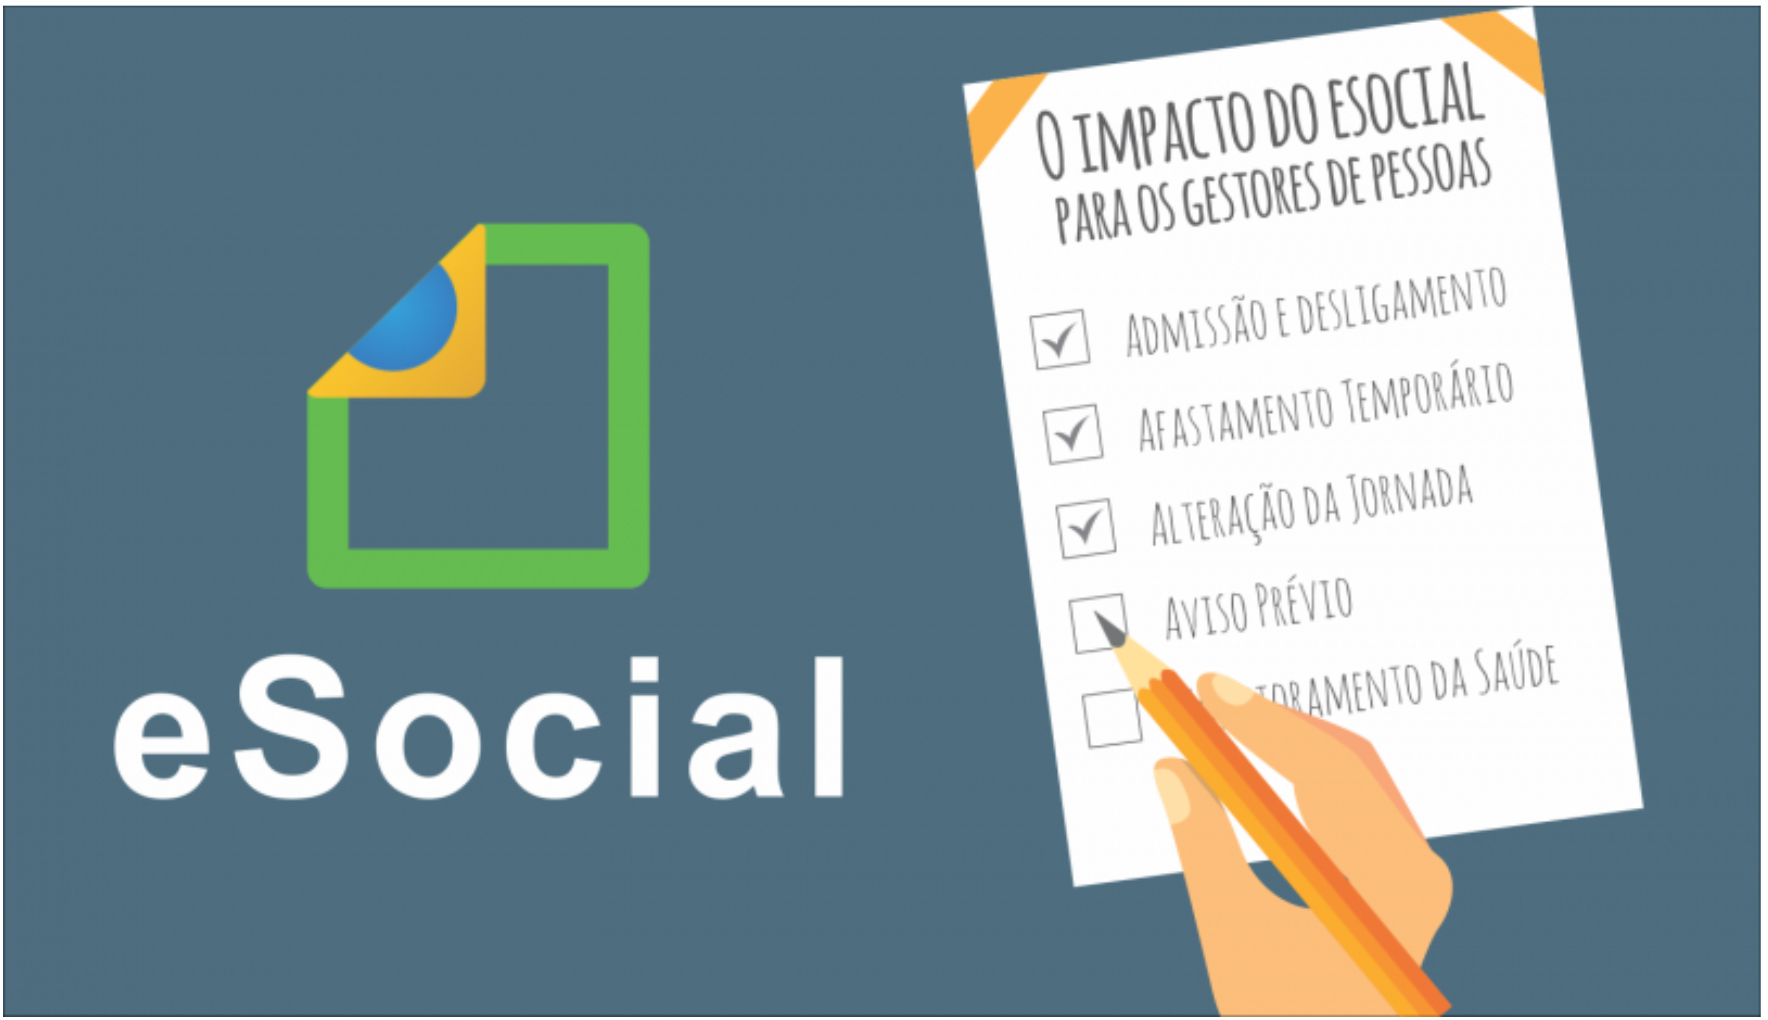 eSocial
O IMPACTO DO ESOCIAL
PARA OS GESTORES DE PESSOAS
ADMISSÃO E DESLIGAMENTO
AFASTAMENTO TEMPORÁRIO
ALTERAÇÃO DA JORNADA
AVISO PRÉVIO
DA SAÚDE